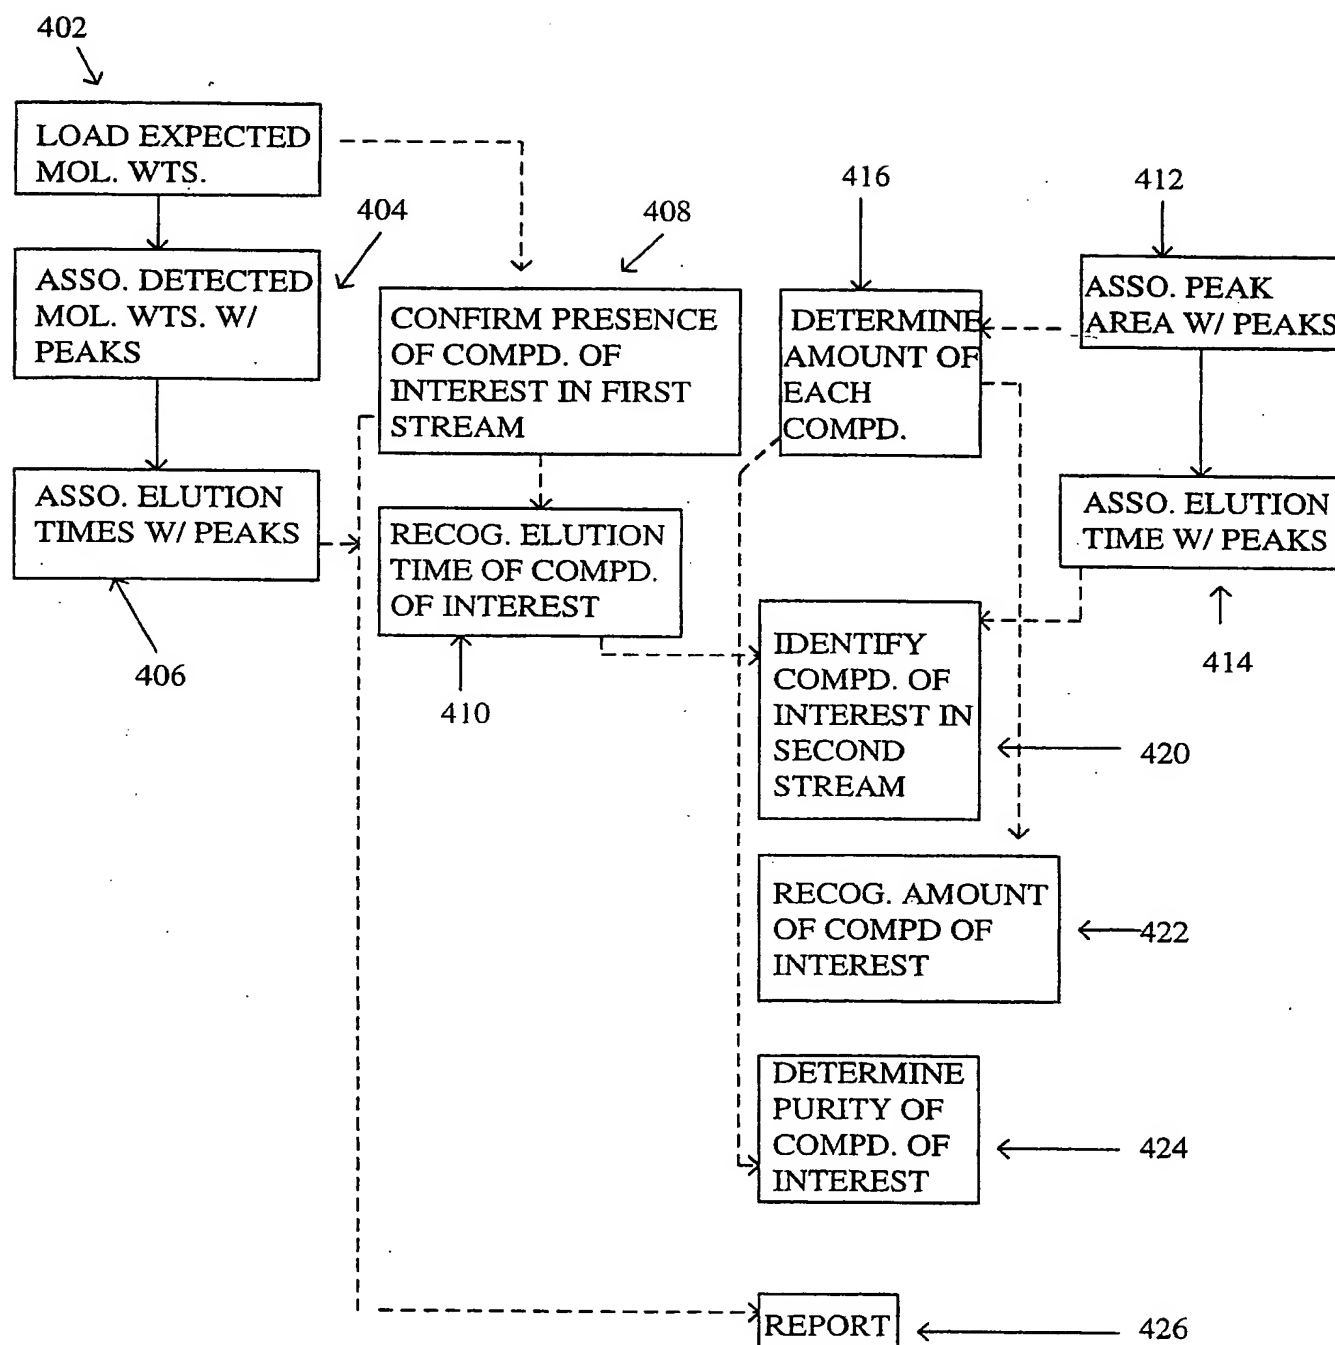 402
LOAD EXPECTED
MOL. WTS.
404
ASSO. DETECTED
MOL. WTS. W/
PEAKS
ASSO. ELUTION
TIMES W/ PEAKS
406
408
CONFIRM PRESENCE
OF COMPD. OF
INTEREST IN FIRST
STREAM
RECOG. ELUTION
TIME OF COMPD.
OF INTEREST
410
416
DETERMINE
AMOUNT OF
EACH
COMPD.
412
ASSO. PEAK
AREA W/ PEAKS
ASSO. ELUTION
TIME W/ PEAKS
414
IDENTIFY
COMPD. OF
INTEREST IN
SECOND
STREAM
420
RECOG. AMOUNT
OF COMPD OF
INTEREST
422
DETERMINE
PURITY OF
COMPD. OF
INTEREST
424
REPORT
426